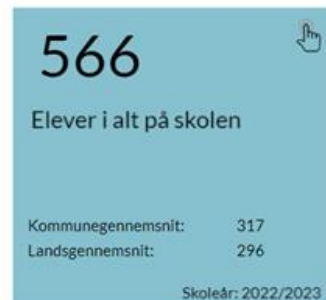 566
Elever i alt på skolen
Kommunegennemsnit: 317
Landsgennemsnit: 296
Skoleår: 2022/2023